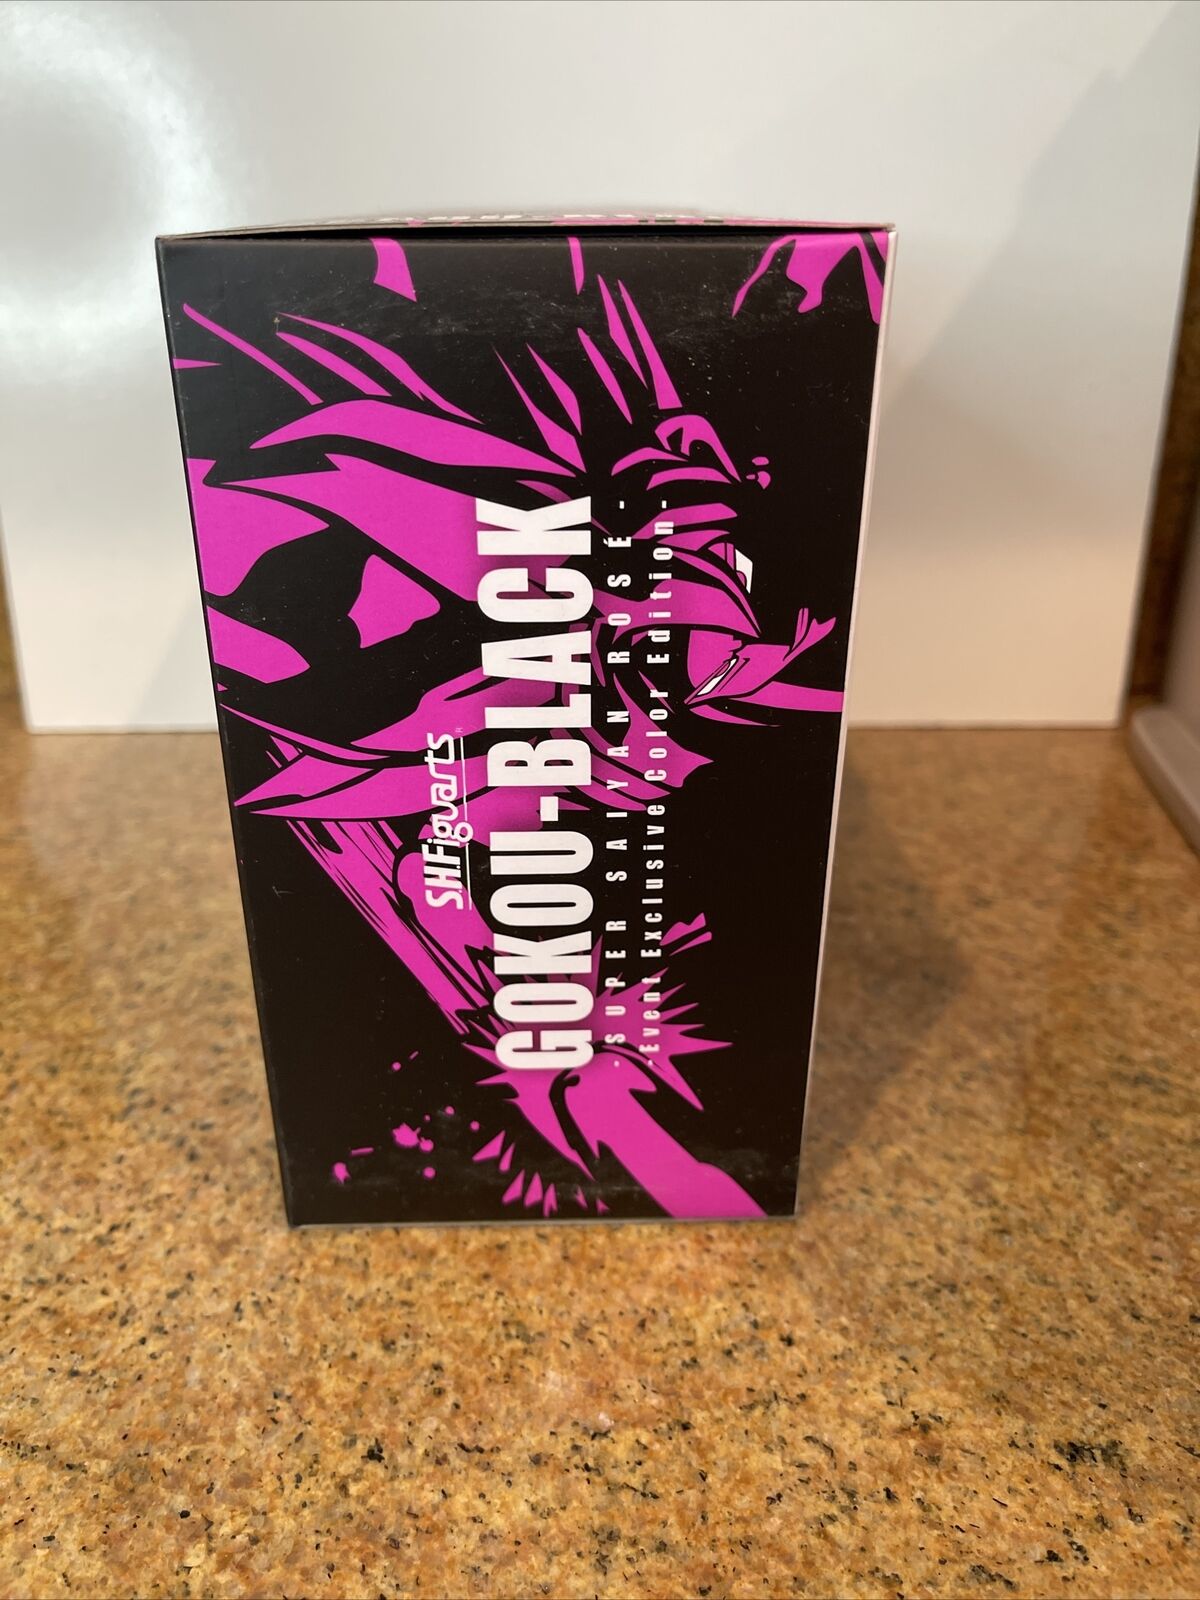 S.H.Figuarts
GOKOU-BLACK
-SUPER SAIYAN ROSÉ-
-Event Exclusive Color Edition-